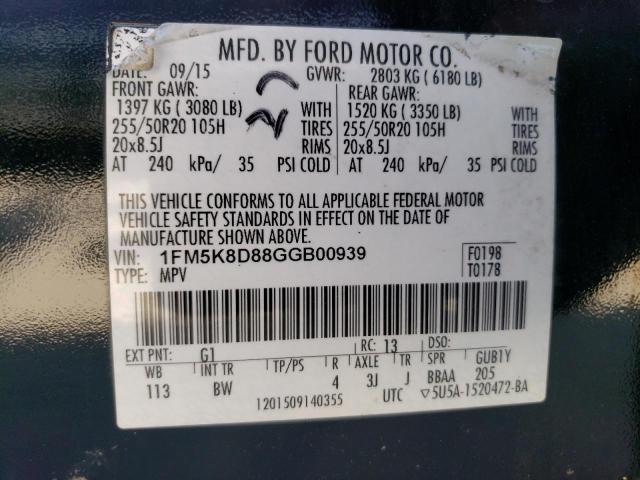 MFD. BY FORD MOTOR CO.
DATE: 09/15 GVWR: 2803 KG (6180 LB)
FRONT GAWR: REAR GAWR:
1397 KG (3080 LB) WITH 1520 KG (3350 LB) WITH
255/50R20 105H TIRES 255/50R20 105H TIRES
20x8.5J RIMS 20x8.5J RIMS
AT 240 kPa/ 35 PSI COLD AT 240 kPa/ 35 PSI COLD
THIS VEHICLE CONFORMS TO ALL APPLICABLE FEDERAL MOTOR
VEHICLE SAFETY STANDARDS IN EFFECT ON THE DATE OF
MANUFACTURE SHOWN ABOVE.
VIN: 1FM5K8D88GGB00939 F0198
TYPE: MPV T0178
EXT PNT: G1 RC: 13 DSO:
WB INT TR TP/PS R AXLE TR SPR GUB1Y
113 BW 4 3J J BBAA 205
1201509140355 UTC ▽5U5A-1520472-BA